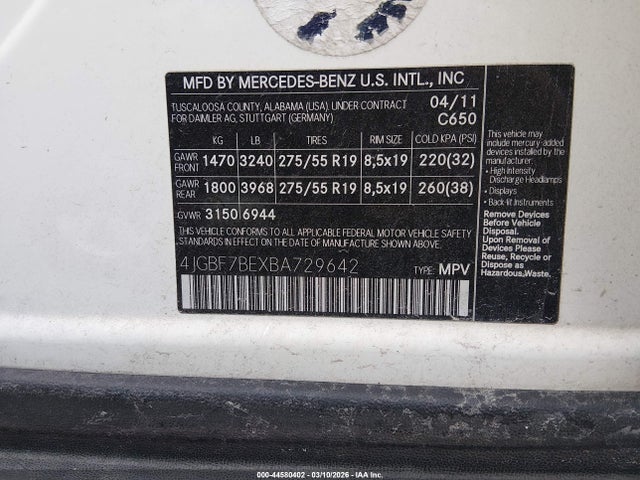 MFD BY MERCEDES-BENZ U.S. INTL., INC
TUSCALOOSA COUNTY, ALABAMA (USA), UNDER CONTRACT
FOR DAIMLER AG, STUTTGART (GERMANY)
04/11
C650
KG LB TIRES RIM SIZE COLD KPA (PSI)
GAWR FRONT 1470 3240 275/55 R19 8,5x19 220(32)
GAWR REAR 1800 3968 275/55 R19 8,5x19 260(38)
GVWR 3150 6944
THIS VEHICLE CONFORMS TO ALL APPLICABLE FEDERAL MOTOR VEHICLE
SAFETY STANDARDS IN EFFECT ON THE DATE OF MANUFACTURE SHOWN ABOVE.
4JGBF7BEXBA729642 TYPE: MPV
This vehicle may
include mercury-added
devices installed by the
manufacturer:
• High Intensity
Discharge Headlamps
• Displays
• Back-lit Instruments
Remove Devices
Before Vehicle
Disposal.
Upon Removal of
Devices Please
Reuse, Recycle or
Dispose as
Hazardous Waste.
000-44580402 - 03/10/2026 - IAA Inc.